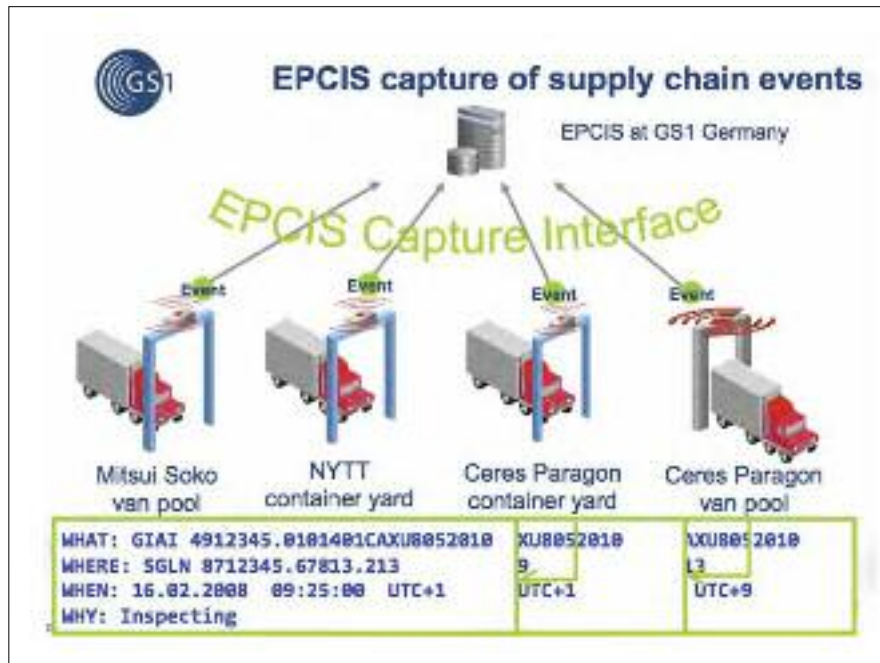 GS1
EPCIS capture of supply chain events
EPCIS at GS1 Germany
EPCIS Capture Interface
Event Event Event Event
Mitsui Soko van pool
NYTT container yard
Ceres Paragon container yard
Ceres Paragon van pool
WHAT: GIAI 4912345.0101401CAXU8052010 XU8052010 AXU8052010
WHERE: SGLN 8712345.67813.213 9 13
WHEN: 16.02.2008 09:25:00 UTC+1 UTC+1 UTC+9
WHY: Inspecting